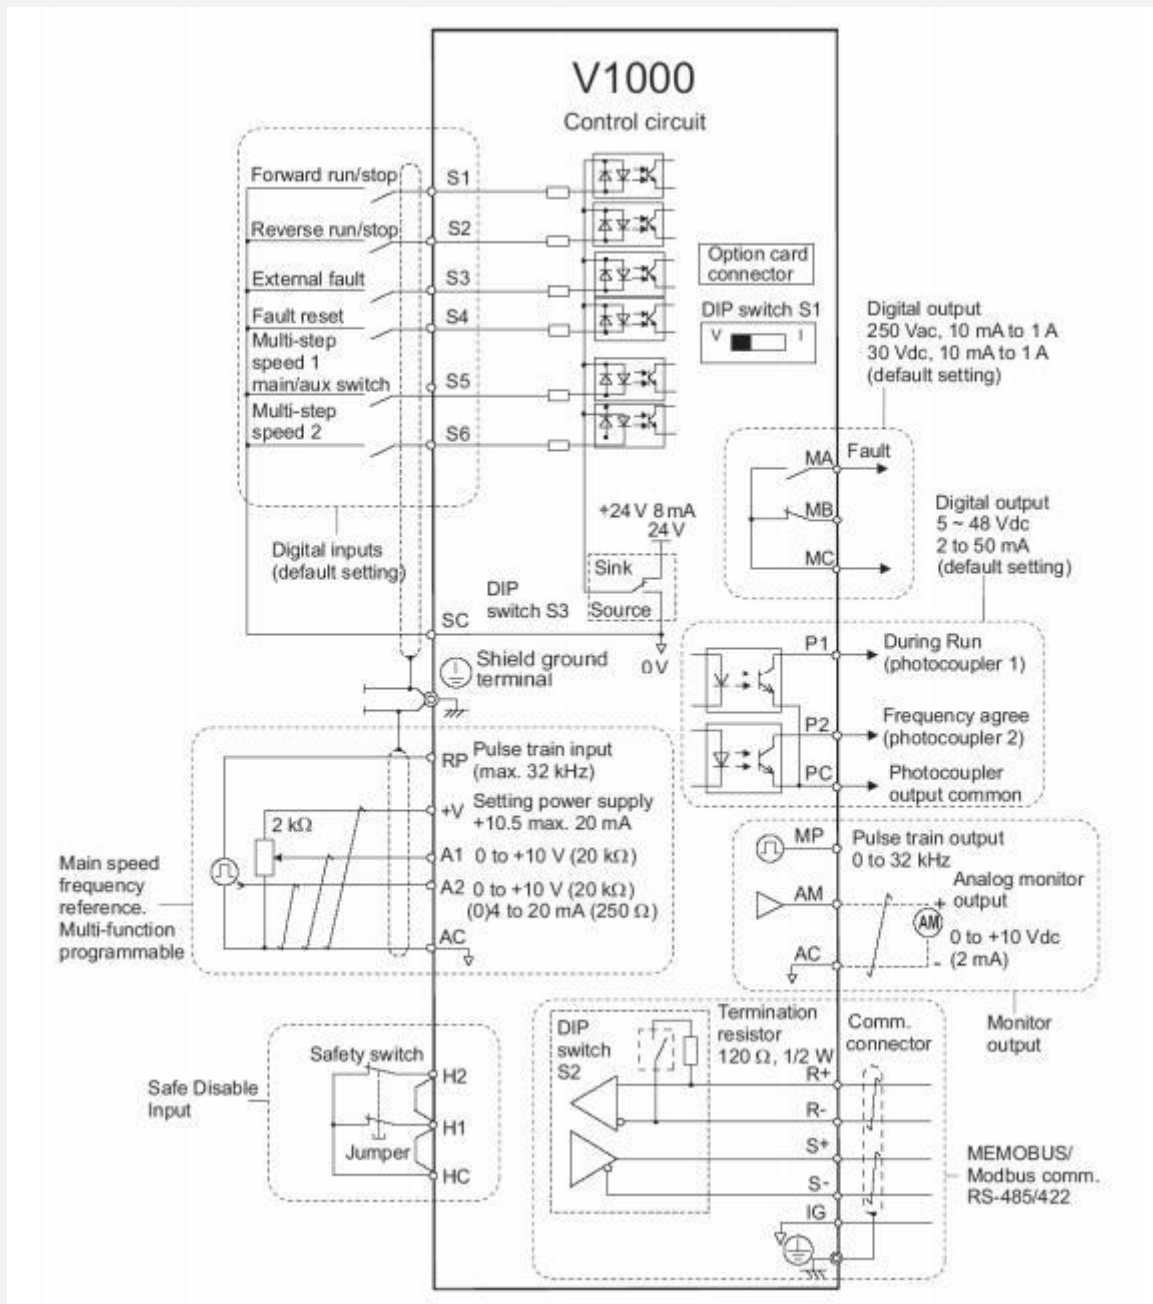 V1000
Control circuit
Forward run/stop
S1
Reverse run/stop
S2
External fault
S3
Fault reset
S4
Multi-step
speed 1
main/aux switch
S5
Multi-step
speed 2
S6
Digital inputs
(default setting)
Option card
connector
DIP switch S1
V
I
Digital output
250 Vac, 10 mA to 1 A
30 Vdc, 10 mA to 1 A
(default setting)
MA
Fault
MB
MC
+24 V 8 mA
24 V
Sink
Source
DIP
switch S3
SC
0 V
Shield ground
terminal
Digital output
5 ~ 48 Vdc
2 to 50 mA
(default setting)
P1
During Run
(photocoupler 1)
P2
Frequency agree
(photocoupler 2)
PC
Photocoupler
output common
RP
Pulse train input
(max. 32 kHz)
+V
Setting power supply
+10.5 max. 20 mA
2 kΩ
A1
0 to +10 V (20 kΩ)
A2
0 to +10 V (20 kΩ)
(0)4 to 20 mA (250 Ω)
AC
Main speed
frequency
reference.
Multi-function
programmable
MP
Pulse train output
0 to 32 kHz
AM
Analog monitor
output
+
AM
0 to +10 Vdc
(2 mA)
AC
-
Monitor
output
Safe Disable
Input
Safety switch
H2
H1
Jumper
HC
DIP
switch
S2
Termination
resistor
120 Ω, 1/2 W
Comm.
connector
R+
R-
S+
S-
IG
MEMOBUS/
Modbus comm.
RS-485/422